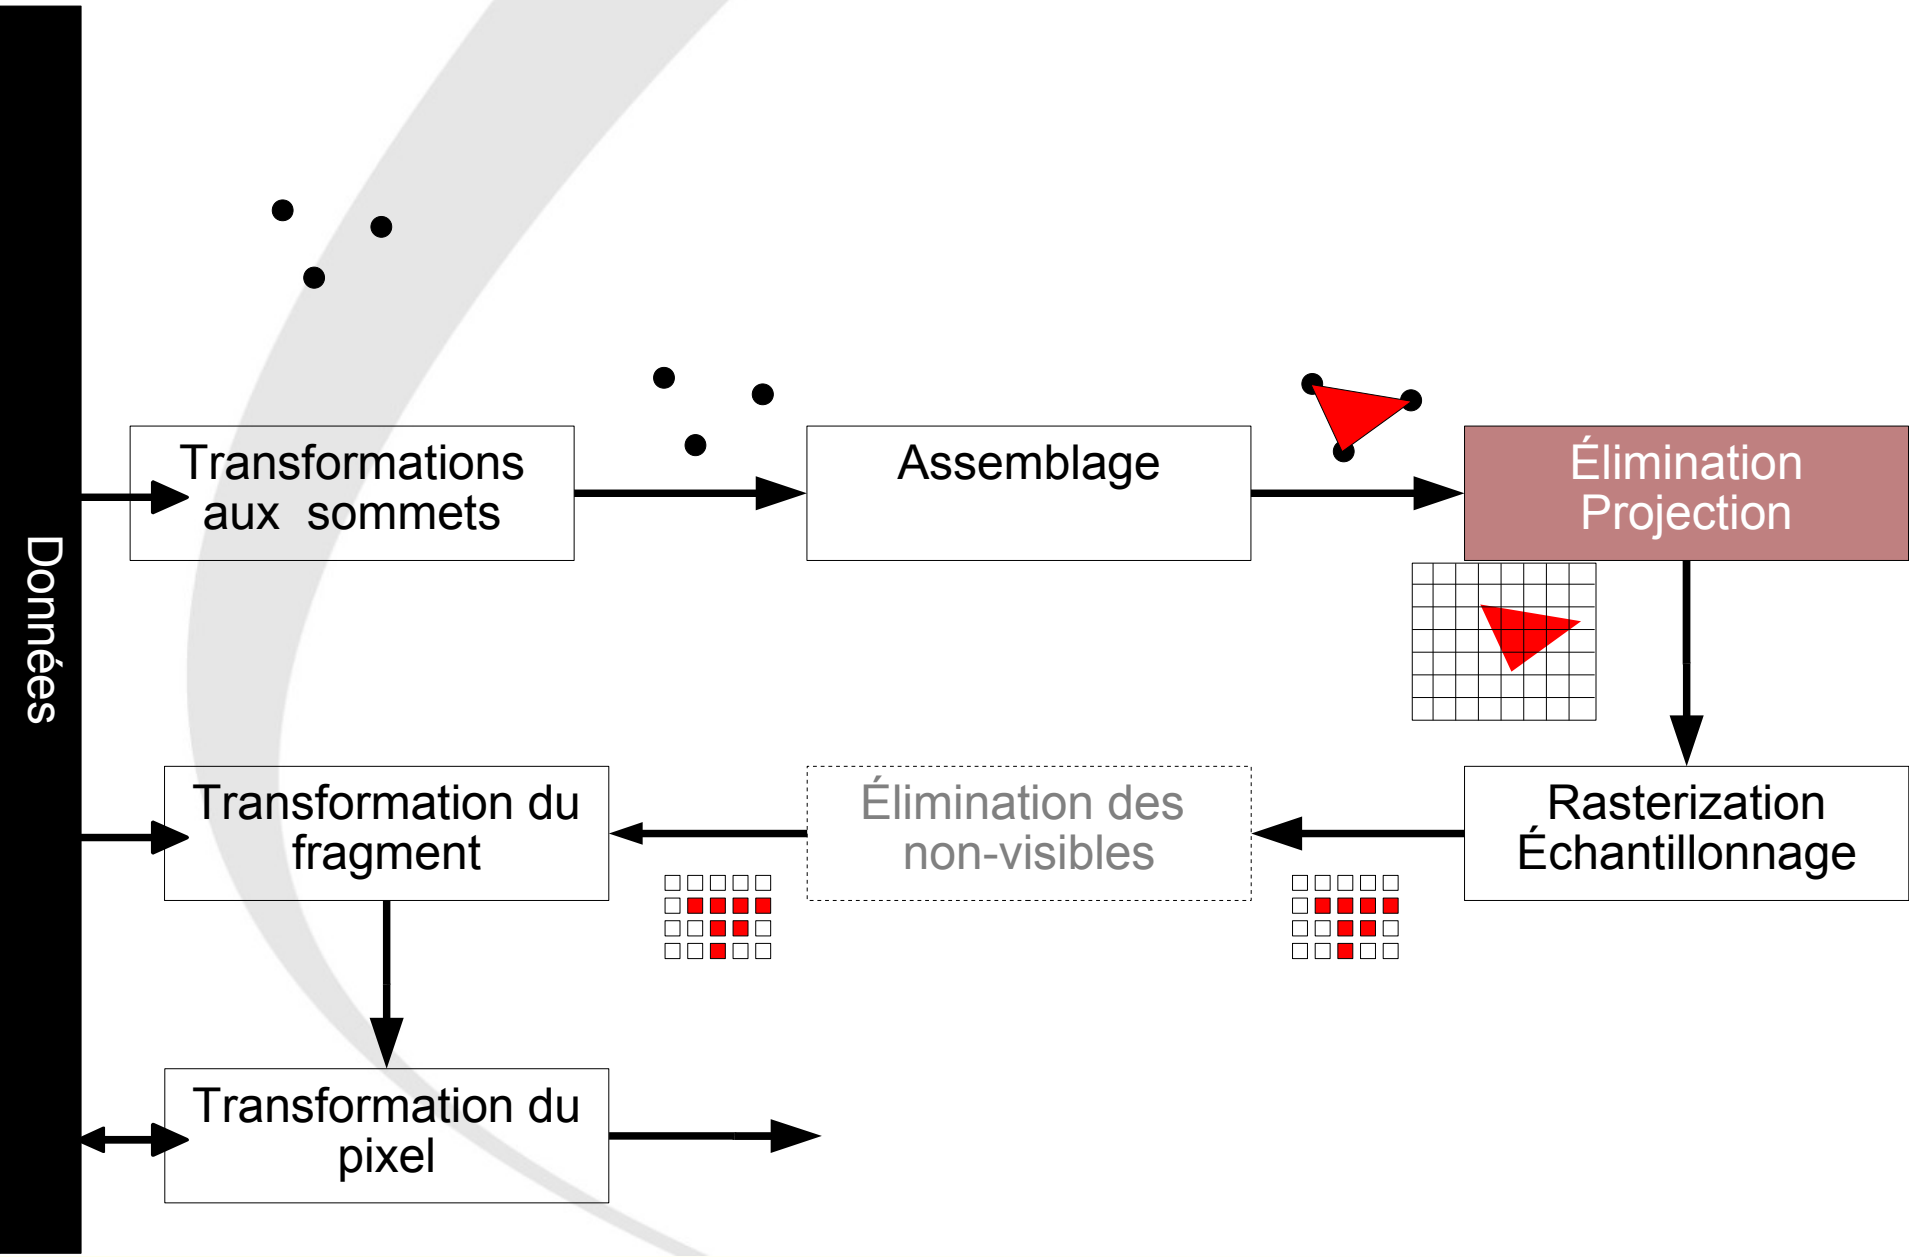 Données
Transformations
aux sommets
Assemblage
Élimination
Projection
Transformation du
fragment
Élimination des
non-visibles
Rasterization
Échantillonnage
Transformation du
pixel